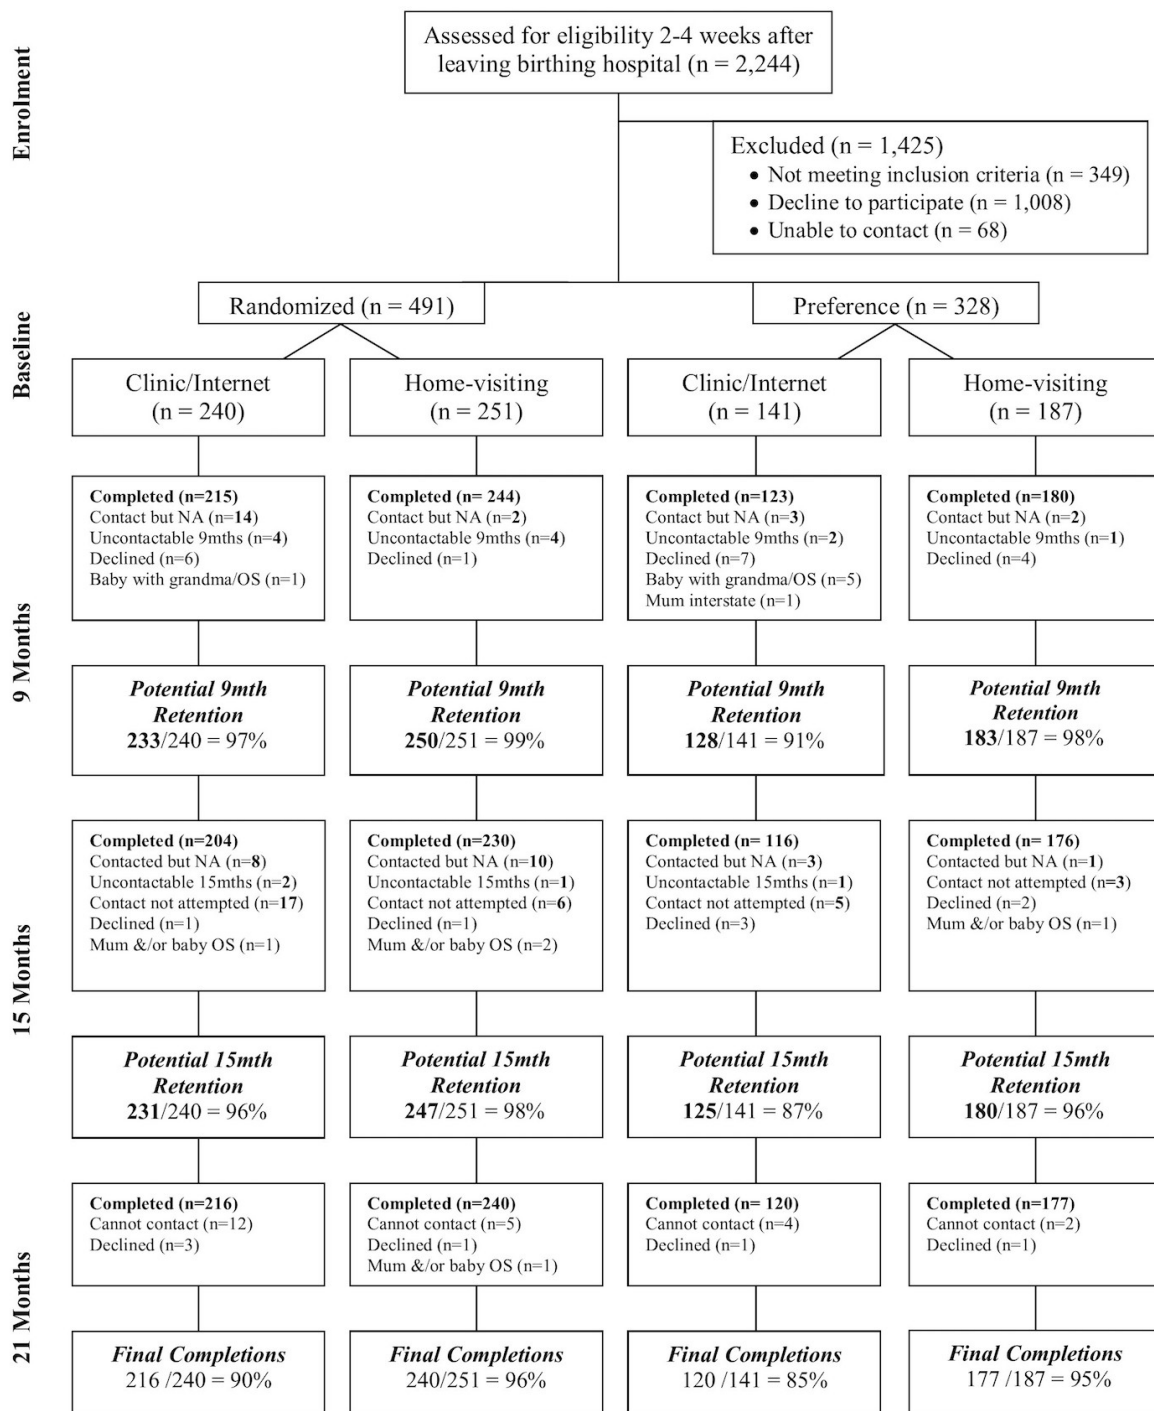 Enrolment
Assessed for eligibility 2-4 weeks after
leaving birthing hospital (n = 2,244)
Excluded (n = 1,425)
• Not meeting inclusion criteria (n = 349)
• Decline to participate (n = 1,008)
• Unable to contact (n = 68)
Baseline
Randomized (n = 491)
Preference (n = 328)
Clinic/Internet
(n = 240)
Home-visiting
(n = 251)
Clinic/Internet
(n = 141)
Home-visiting
(n = 187)
9 Months
Completed (n=215)
Contact but NA (n=14)
Uncontactable 9mths (n=4)
Declined (n=6)
Baby with grandma/OS (n=1)
Completed (n= 244)
Contact but NA (n=2)
Uncontactable 9mths (n=4)
Declined (n=1)
Completed (n=123)
Contact but NA (n=3)
Uncontactable 9mths (n=2)
Declined (n=7)
Baby with grandma/OS (n=5)
Mum interstate (n=1)
Completed (n=180)
Contact but NA (n=2)
Uncontactable 9mths (n=1)
Declined (n=4)
Potential 9mth
Retention
233/240 = 97%
Potential 9mth
Retention
250/251 = 99%
Potential 9mth
Retention
128/141 = 91%
Potential 9mth
Retention
183/187 = 98%
15 Months
Completed (n=204)
Contacted but NA (n=8)
Uncontactable 15mths (n=2)
Contact not attempted (n=17)
Declined (n=1)
Mum &/or baby OS (n=1)
Completed (n=230)
Contacted but NA (n=10)
Uncontactable 15mths (n=1)
Contact not attempted (n=6)
Declined (n=1)
Mum &/or baby OS (n=2)
Completed (n= 116)
Contacted but NA (n=3)
Uncontactable 15mths (n=1)
Contact not attempted (n=5)
Declined (n=3)
Completed (n= 176)
Contacted but NA (n=1)
Contact not attempted (n=3)
Declined (n=2)
Mum &/or baby OS (n=1)
Potential 15mth
Retention
231/240 = 96%
Potential 15mth
Retention
247/251 = 98%
Potential 15mth
Retention
125/141 = 87%
Potential 15mth
Retention
180/187 = 96%
21 Months
Completed (n=216)
Cannot contact (n=12)
Declined (n=3)
Completed (n=240)
Cannot contact (n=5)
Declined (n=1)
Mum &/or baby OS (n=1)
Completed (n= 120)
Cannot contact (n=4)
Declined (n=1)
Completed (n=177)
Cannot contact (n=2)
Declined (n=1)
Final Completions
216 /240 = 90%
Final Completions
240/251 = 96%
Final Completions
120 /141 = 85%
Final Completions
177 /187 = 95%